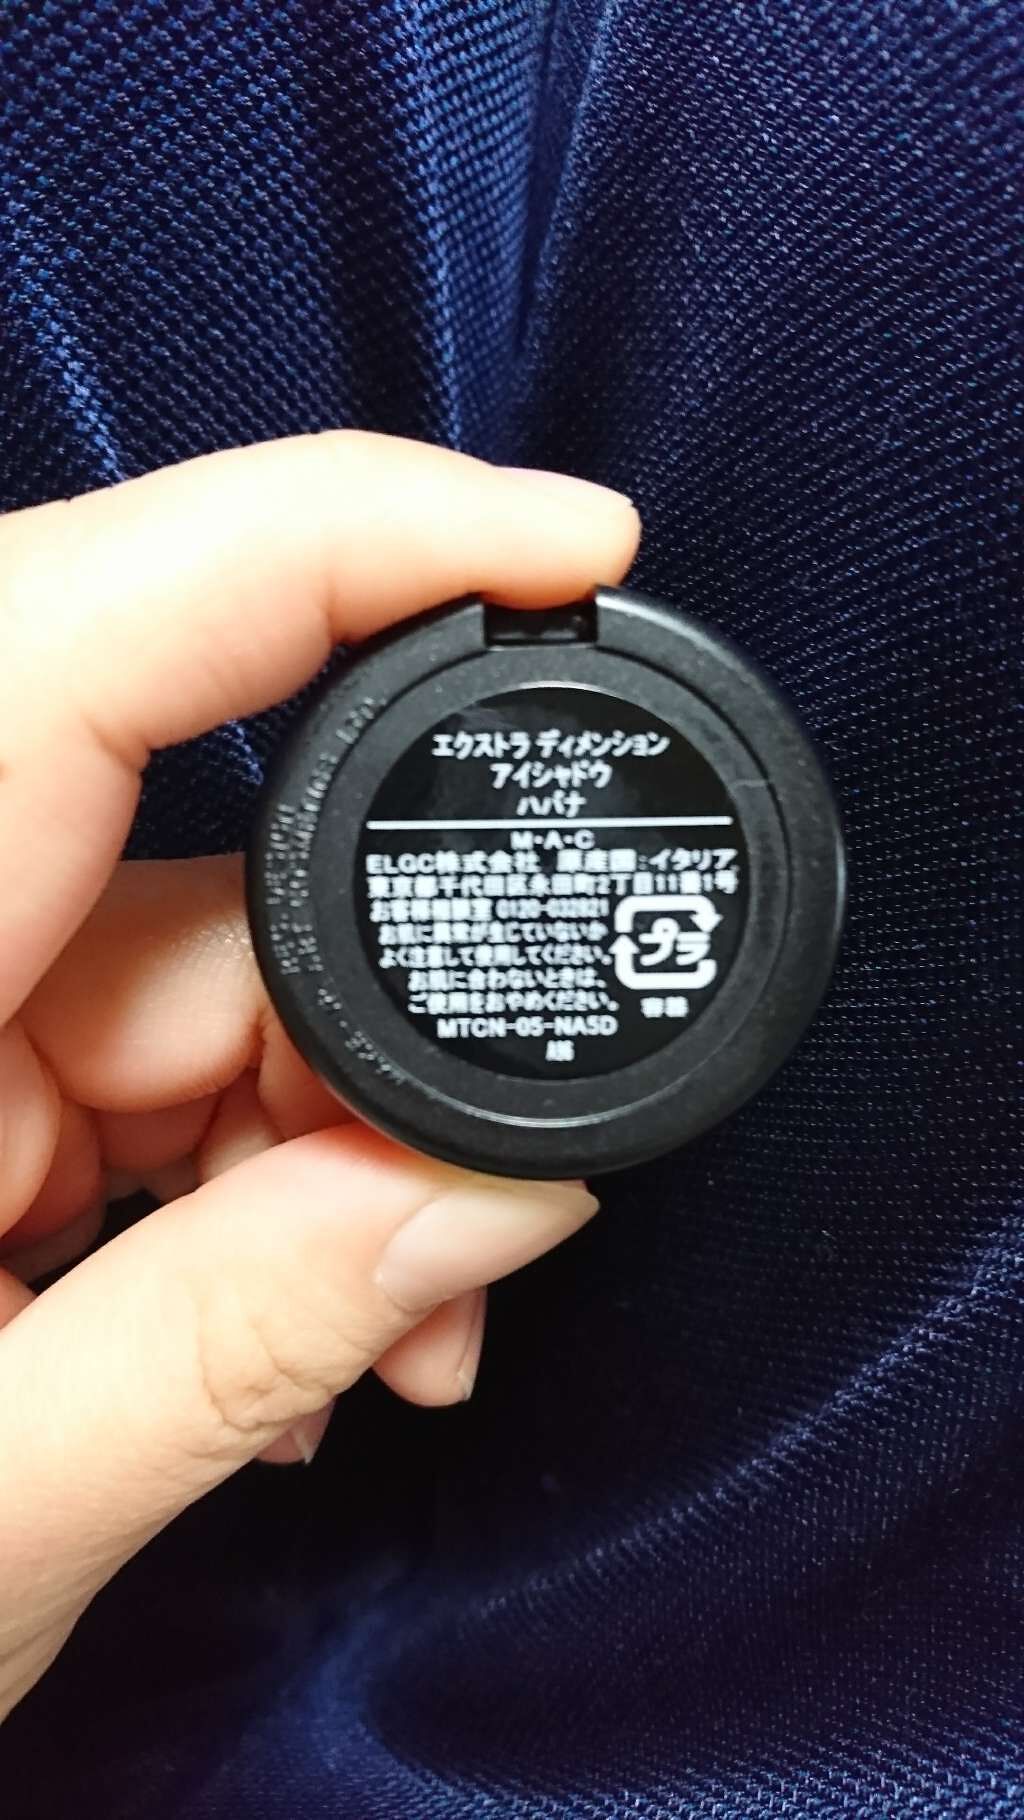 エクストラ ディメンション
アイシャドウ
ハバナ
M・A・C
ELGC株式会社 原産国:イタリア
東京都千代田区永田町2丁目11番1号
お客様相談室 0120-032821
お肌に異常が生じていないか
よく注意して使用してください。
お肌に合わないときは、
ご使用をおやめください。
プラ
容器
MTCN-05-NASD
A36